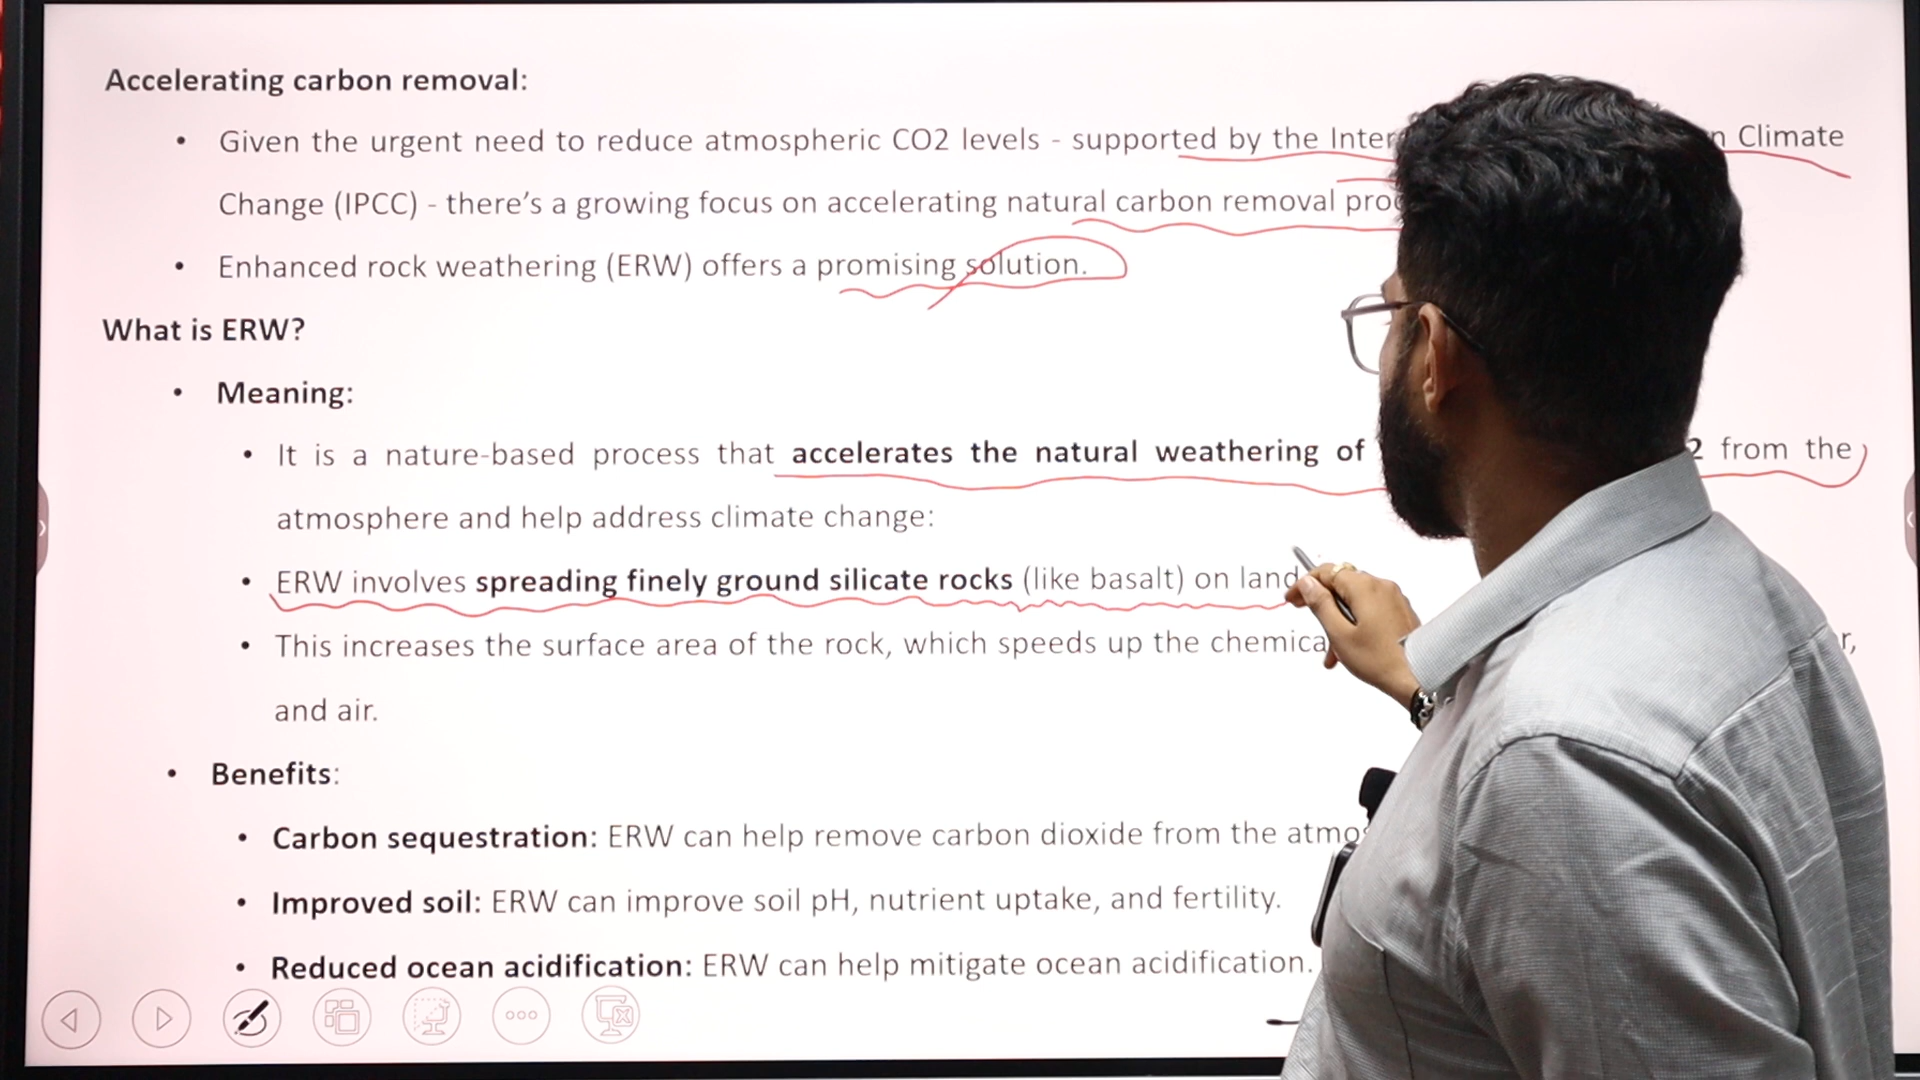 Accelerating carbon removal:
• Given the urgent need to reduce atmospheric CO2 levels - supported by the Climate
Change (IPCC) - there's a growing focus on accelerating natural carbon removal
• Enhanced rock weathering (ERW) offers a promising solution.
What is ERW?
• Meaning:
• It is a nature-based process that accelerates the natural weathering of from the
atmosphere and help address climate change:
• ERW involves spreading finely ground silicate rocks (like basalt) on land
• This increases the surface area of the rock, which speeds up the
and air.
• Benefits:
• Carbon sequestration: ERW can help remove carbon dioxide from the
• Improved soil: ERW can improve soil pH, nutrient uptake, and fertility.
• Reduced ocean acidification: ERW can help mitigate ocean acidification.